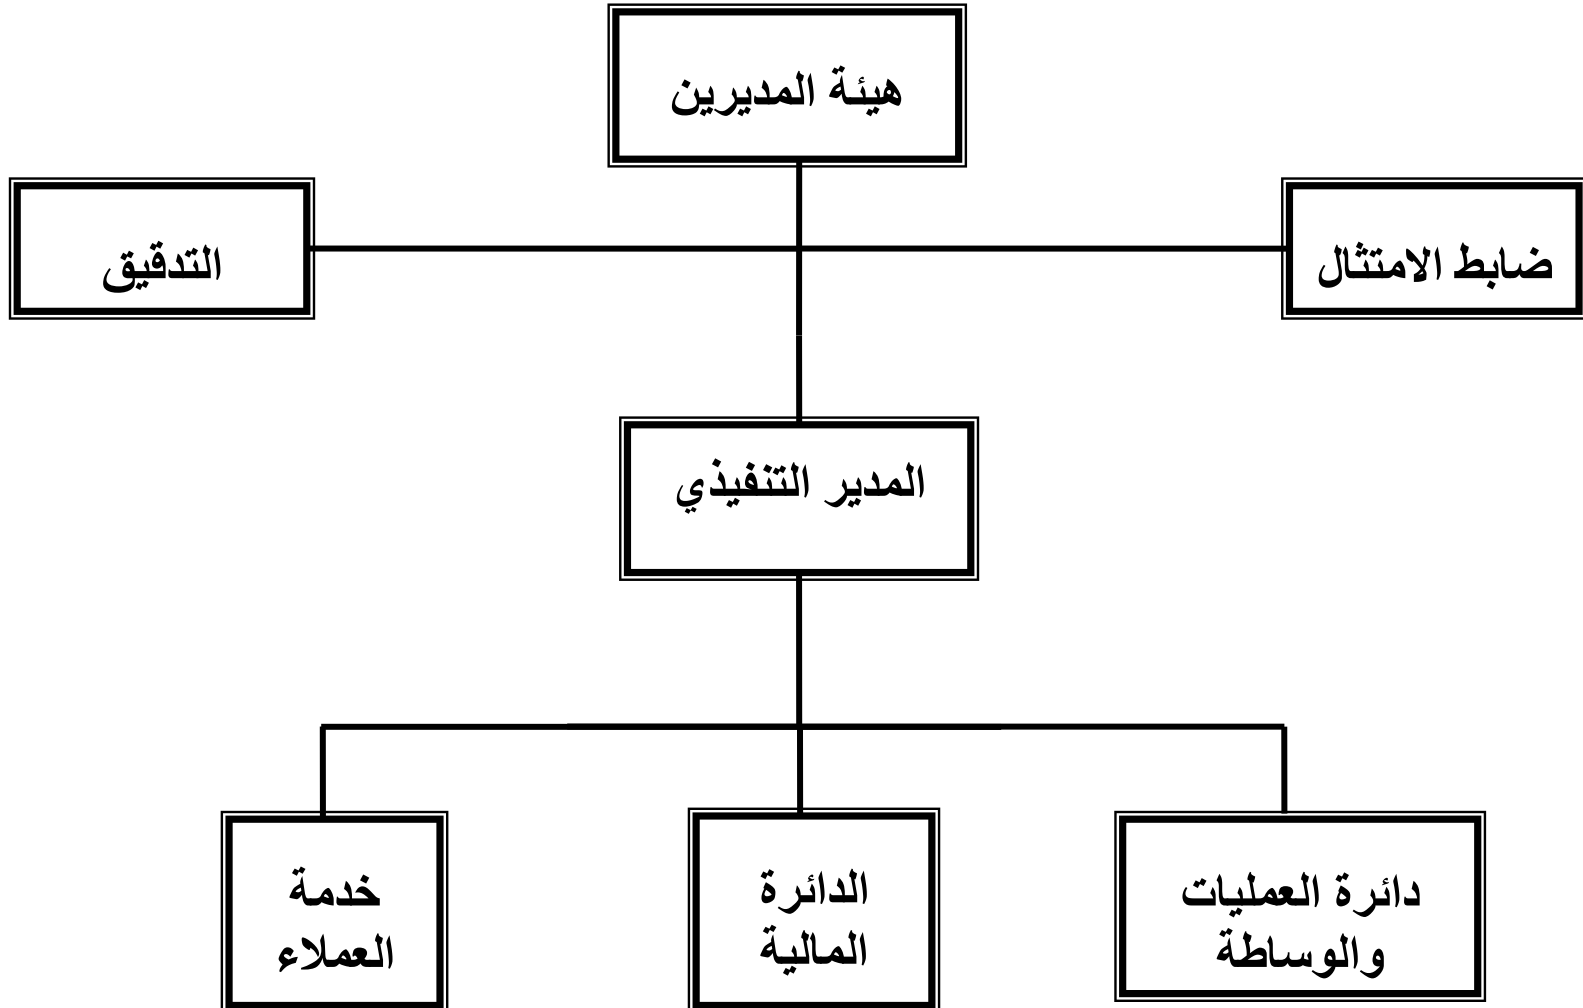 هيئة المديرين
ضابط الامتثال
التدقيق
المدير التنفيذي
دائرة العمليات
والوساطة
الدائرة
المالية
خدمة
العملاء